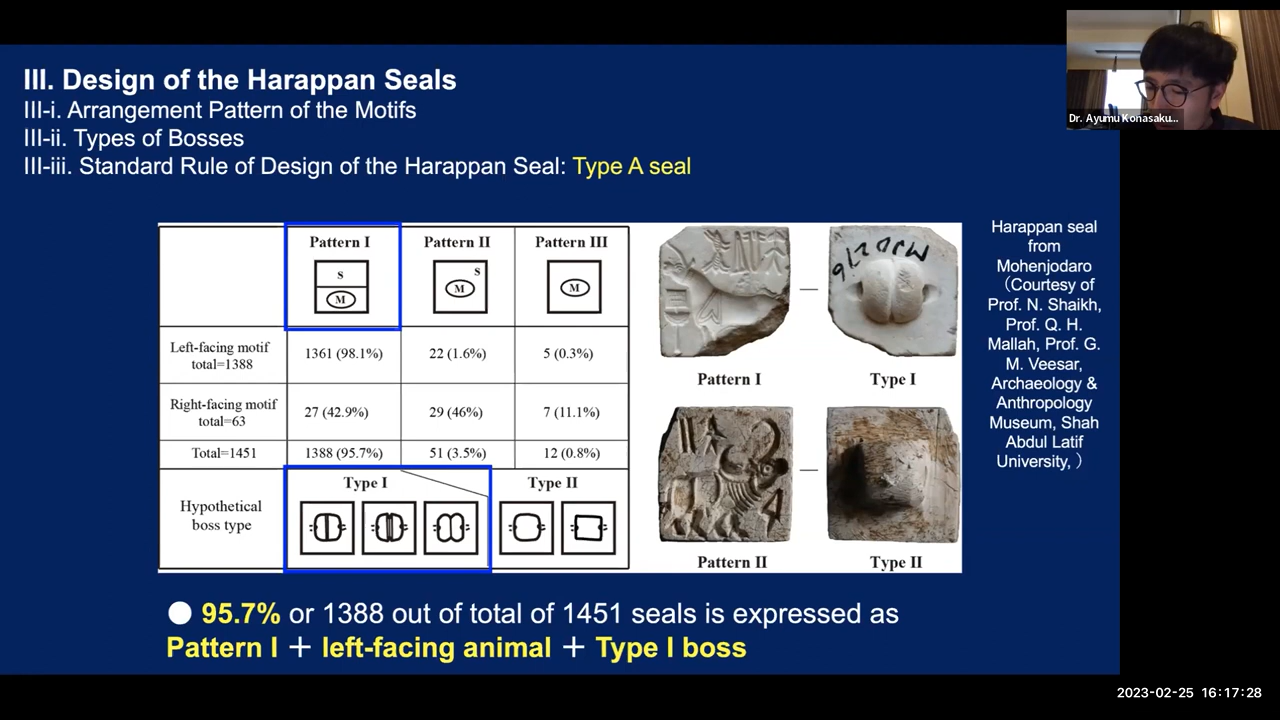 III. Design of the Harappan Seals
III-i. Arrangement Pattern of the Motifs
III-ii. Types of Bosses
III-iii. Standard Rule of Design of the Harappan Seal: Type A seal
Dr. Ayumu Konasaku...
Pattern I Pattern II Pattern III
S M
S M
M
Left-facing motif total=1388 1361 (98.1%) 22 (1.6%) 5 (0.3%)
Right-facing motif total=63 27 (42.9%) 29 (46%) 7 (11.1%)
Total=1451 1388 (95.7%) 51 (3.5%) 12 (0.8%)
Hypothetical boss type Type I Type II
Pattern I Type I
Pattern II Type II
Harappan seal
from
Mohenjodaro
（Courtesy of
Prof. N. Shaikh,
Prof. Q. H.
Mallah, Prof. G.
M. Veesar,
Archaeology &
Anthropology
Museum, Shah
Abdul Latif
University, ）
● 95.7% or 1388 out of total of 1451 seals is expressed as
Pattern I ＋ left-facing animal ＋ Type I boss
2023-02-25 16:17:28